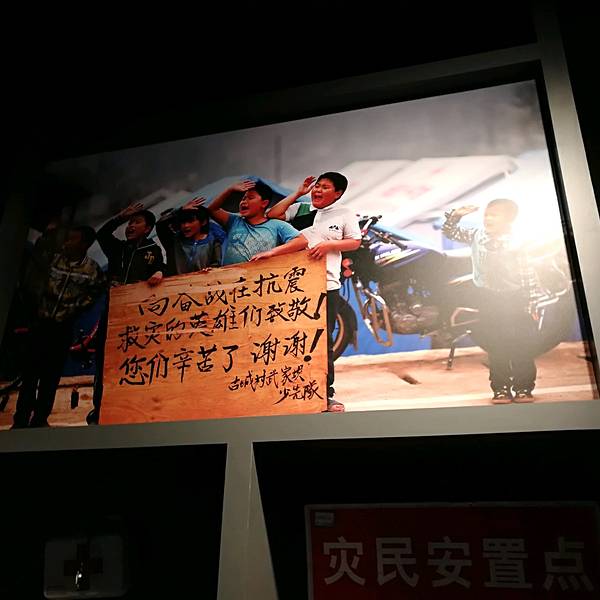 向奋战在抗震
救灾的英雄们致敬!
您们辛苦了 谢谢!
古城村武家坝
少先队
灾民安置点